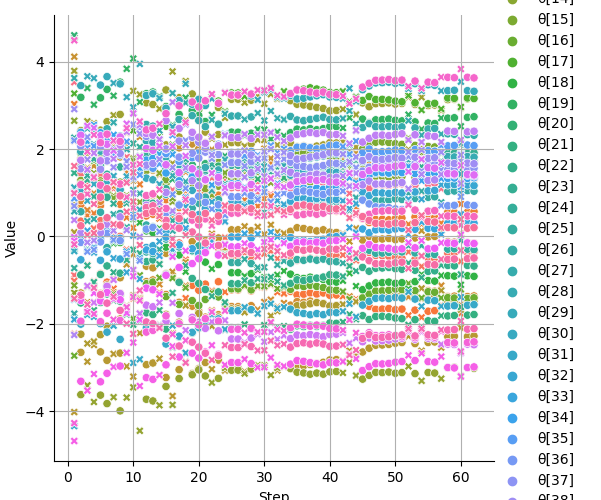 4
2
0
−2
−4
Value
0
10
20
30
40
50
60
Step
θ[14]
θ[15]
θ[16]
θ[17]
θ[18]
θ[19]
θ[20]
θ[21]
θ[22]
θ[23]
θ[24]
θ[25]
θ[26]
θ[27]
θ[28]
θ[29]
θ[30]
θ[31]
θ[32]
θ[33]
θ[34]
θ[35]
θ[36]
θ[37]
θ[38]